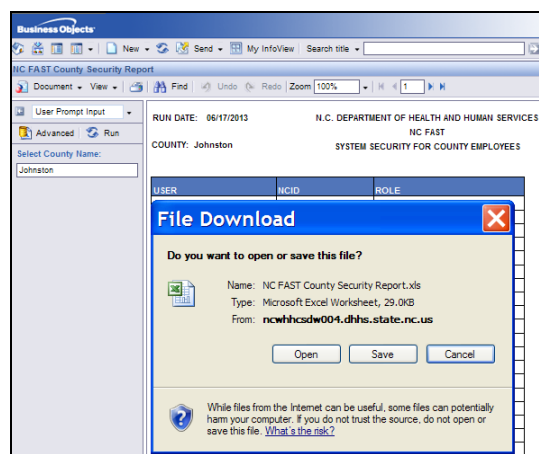 Business Objects
New Send My InfoView Search title
NC FAST County Security Report
Document View Find Undo Redo Zoom 100% 1
User Prompt Input
Advanced Run
Select County Name:
Johnston
RUN DATE: 06/17/2013 N.C. DEPARTMENT OF HEALTH AND HUMAN SERVICES
NC FAST
COUNTY: Johnston SYSTEM SECURITY FOR COUNTY EMPLOYEES
USER NCID ROLE
File Download
Do you want to open or save this file?
Name: NC FAST County Security Report.xls
Type: Microsoft Excel Worksheet, 29.0KB
From: ncwhhcsdw004.dhhs.state.nc.us
Open Save Cancel
While files from the Internet can be useful, some files can potentially
harm your computer. If you do not trust the source, do not open or
save this file. What's the risk?